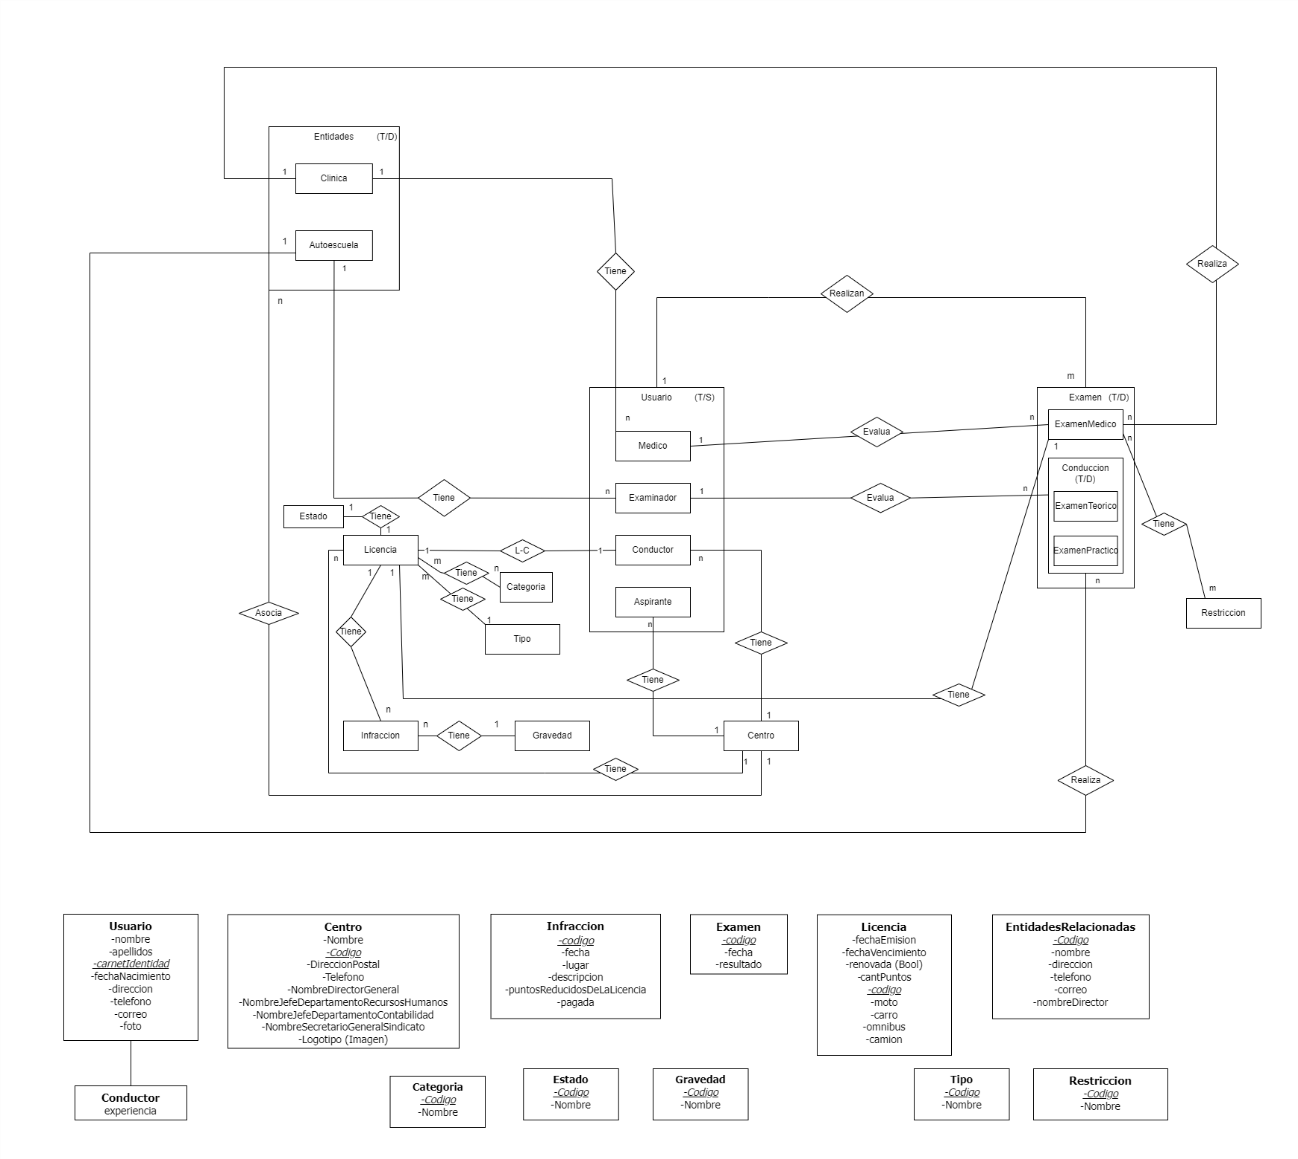 Entidades (T/D)
1 Clinica 1
1 Autoescuela
1
n
Tiene
Realiza
Realizan
1
m
Usuario (T/S)
n
Medico 1
Evalua
n
Examen (T/D)
ExamenMedico n
n
1
Tiene
n Examinador 1
Evalua
n
Conduccion
(T/D)
ExamenTeorico
ExamenPractico
n
Tiene
m
Restriccion
Estado 1 Tiene
1
n Licencia 1 L-C 1 Conductor n
m Tiene n Categoria
m Tiene 1 Tipo
1 1
Aspirante
n
Asocia
Tiene
Tiene
Tiene
Tiene
n
Infraccion n Tiene 1 Gravedad
1
1 Centro
1 1
Tiene
Realiza
Usuario
-nombre
-apellidos
-carnetIdentidad
-fechaNacimiento
-direccion
-telefono
-correo
-foto
Conductor
experiencia
Centro
-Nombre
-Codigo
-DireccionPostal
-Telefono
-NombreDirectorGeneral
-NombreJefeDepartamentoRecursosHumanos
-NombreJefeDepartamentoContabilidad
-NombreSecretarioGeneralSindicato
-Logotipo (Imagen)
Infraccion
-codigo
-fecha
-lugar
-descripcion
-puntosReducidosDeLaLicencia
-pagada
Examen
-codigo
-fecha
-resultado
Licencia
-fechaEmision
-fechaVencimiento
-renovada (Bool)
-cantPuntos
-codigo
-moto
-carro
-omnibus
-camion
EntidadesRelacionadas
-Codigo
-nombre
-direccion
-telefono
-correo
-nombreDirector
Categoria
-Codigo
-Nombre
Estado
-Codigo
-Nombre
Gravedad
-Codigo
-Nombre
Tipo
-Codigo
-Nombre
Restriccion
-Codigo
-Nombre